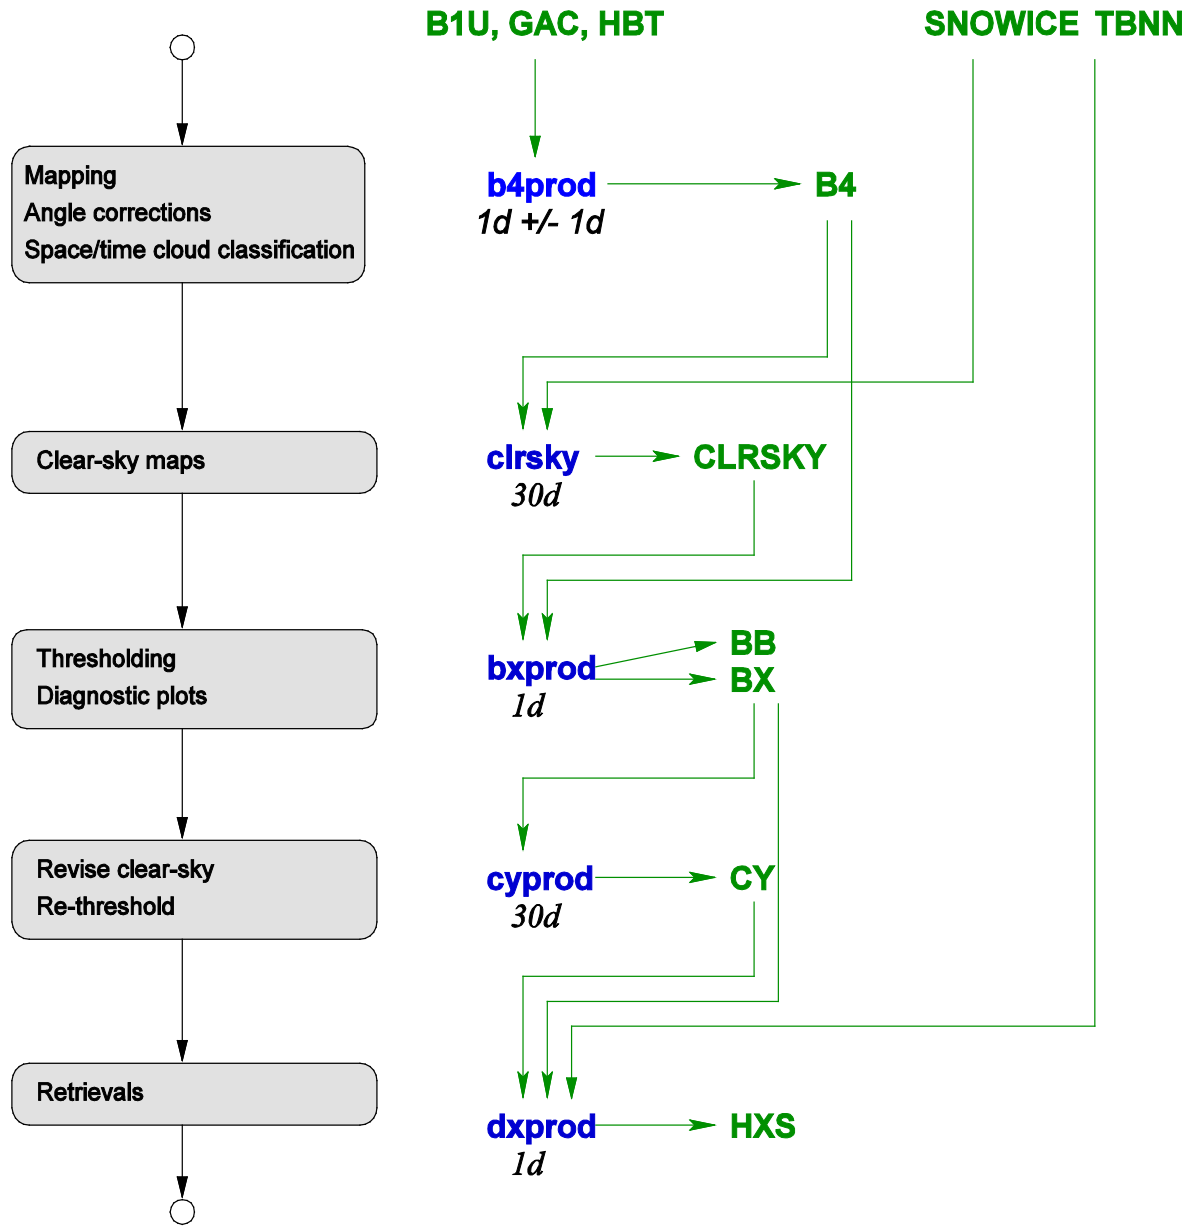 B1U, GAC, HBT
SNOWICE TBNN
Mapping
Angle corrections
Space/time cloud classification
b4prod
B4
1d +/- 1d
Clear-sky maps
clrsky
CLRSKY
30d
Thresholding
Diagnostic plots
bxprod
BB
BX
1d
Revise clear-sky
Re-threshold
cyprod
CY
30d
Retrievals
dxprod
HXS
1d